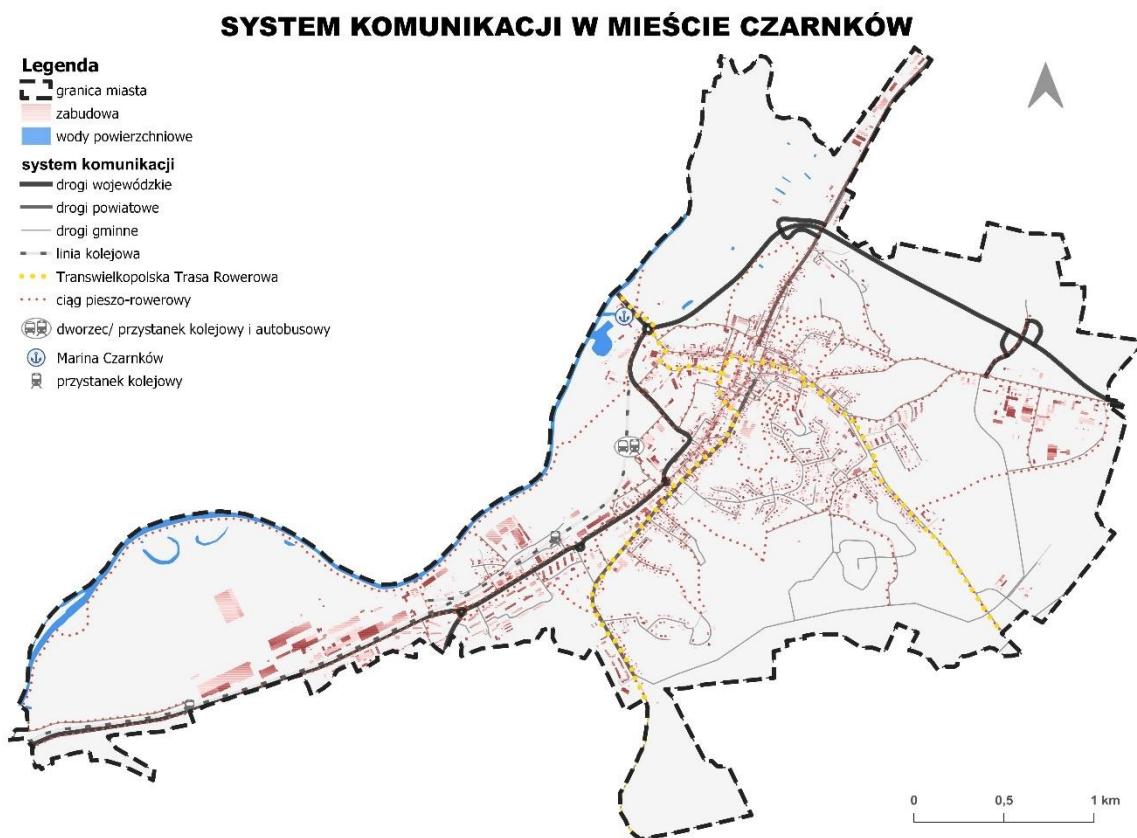 SYSTEM KOMUNIKACJI W MIEŚCIE CZARNKÓW
Legenda
granica miasta
zabudowa
wody powierzchniowe
system komunikacji
drogi wojewódzkie
drogi powiatowe
drogi gminne
linia kolejowa
Transwielkopolska Trasa Rowerowa
ciąg pieszo-rowerowy
dworzec/ przystanek kolejowy i autobusowy
Marina Czarnków
przystanek kolejowy
0 0,5 1 km